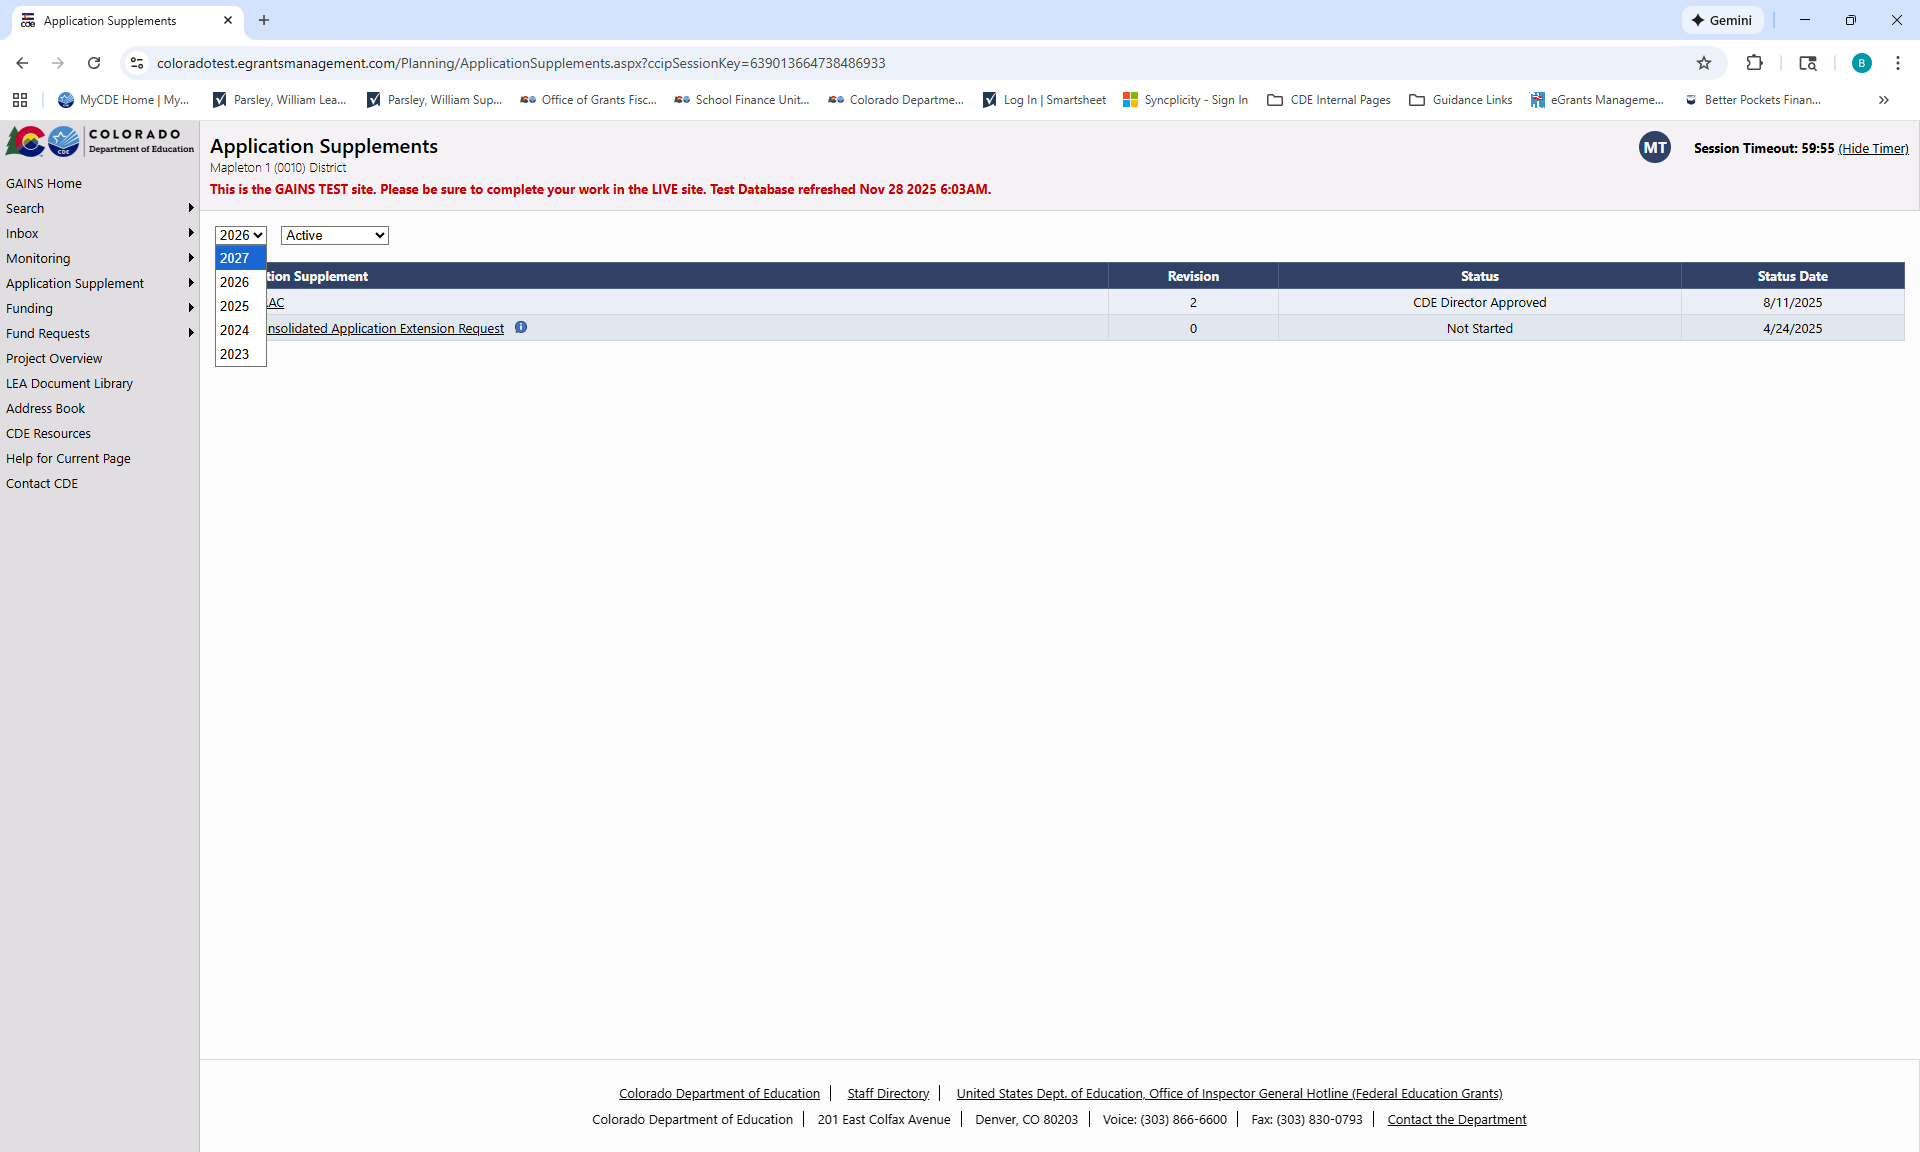 Application Supplements
Gemini
coloradotest.egrantsmanagement.com/Planning/ApplicationSupplements.aspx?ccipSessionKey=639013664738486933
B
MyCDE Home | My...
Parsley, William Lea...
Parsley, William Sup...
Office of Grants Fisc...
School Finance Unit...
Colorado Departme...
Log In | Smartsheet
Syncplicity - Sign In
CDE Internal Pages
Guidance Links
eGrants Manageme...
Better Pockets Finan...
COLORADO
Department of Education
CDE
Application Supplements
Mapleton 1 (0010) District
This is the GAINS TEST site. Please be sure to complete your work in the LIVE site. Test Database refreshed Nov 28 2025 6:03AM.
MT
Session Timeout: 59:55 (Hide Timer)
GAINS Home
Search
Inbox
Monitoring
Application Supplement
Funding
Fund Requests
Project Overview
LEA Document Library
Address Book
CDE Resources
Help for Current Page
Contact CDE
2026
Active
2027
2026
2025
2024
2023
tion Supplement
Revision
Status
Status Date
AC
2
CDE Director Approved
8/11/2025
nsolidated Application Extension Request
0
Not Started
4/24/2025
Colorado Department of Education
Staff Directory
United States Dept. of Education, Office of Inspector General Hotline (Federal Education Grants)
Colorado Department of Education
201 East Colfax Avenue
Denver, CO 80203
Voice: (303) 866-6600
Fax: (303) 830-0793
Contact the Department